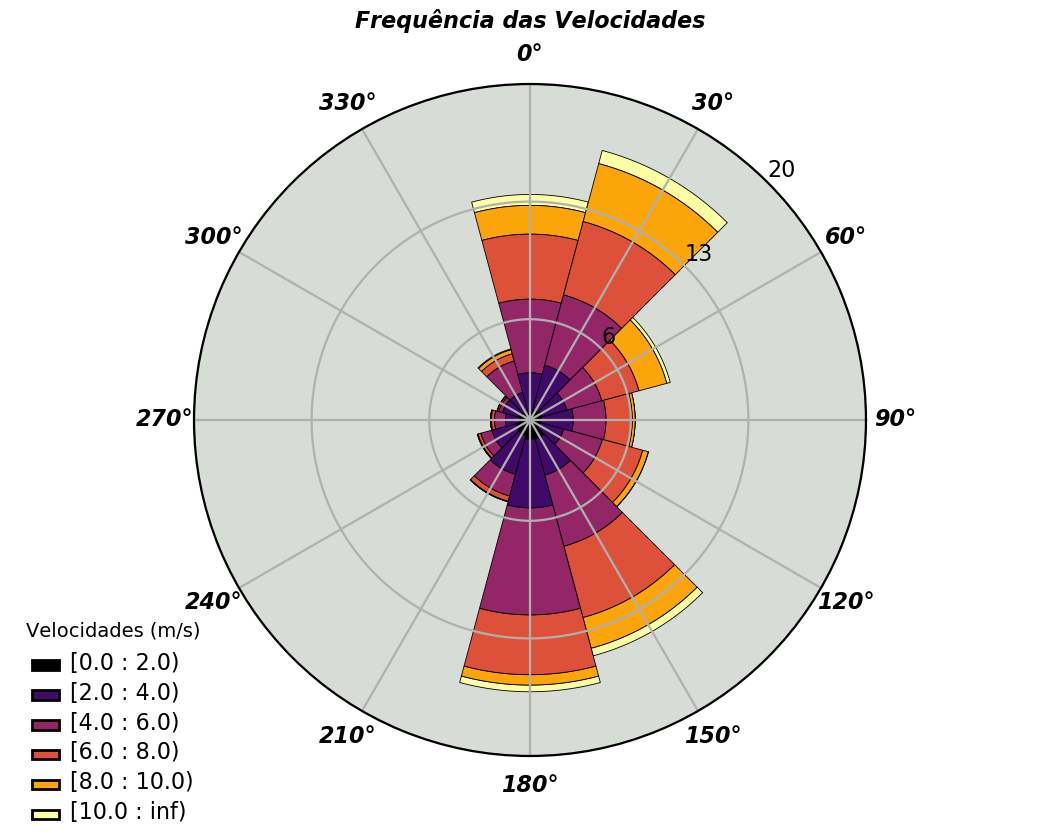 Frequência das Velocidades
0°
330°
30°
20
300°
60°
13
6
270°
90°
240°
120°
210°
150°
180°
Velocidades (m/s)
[0.0 : 2.0)
[2.0 : 4.0)
[4.0 : 6.0)
[6.0 : 8.0)
[8.0 : 10.0)
[10.0 : inf)